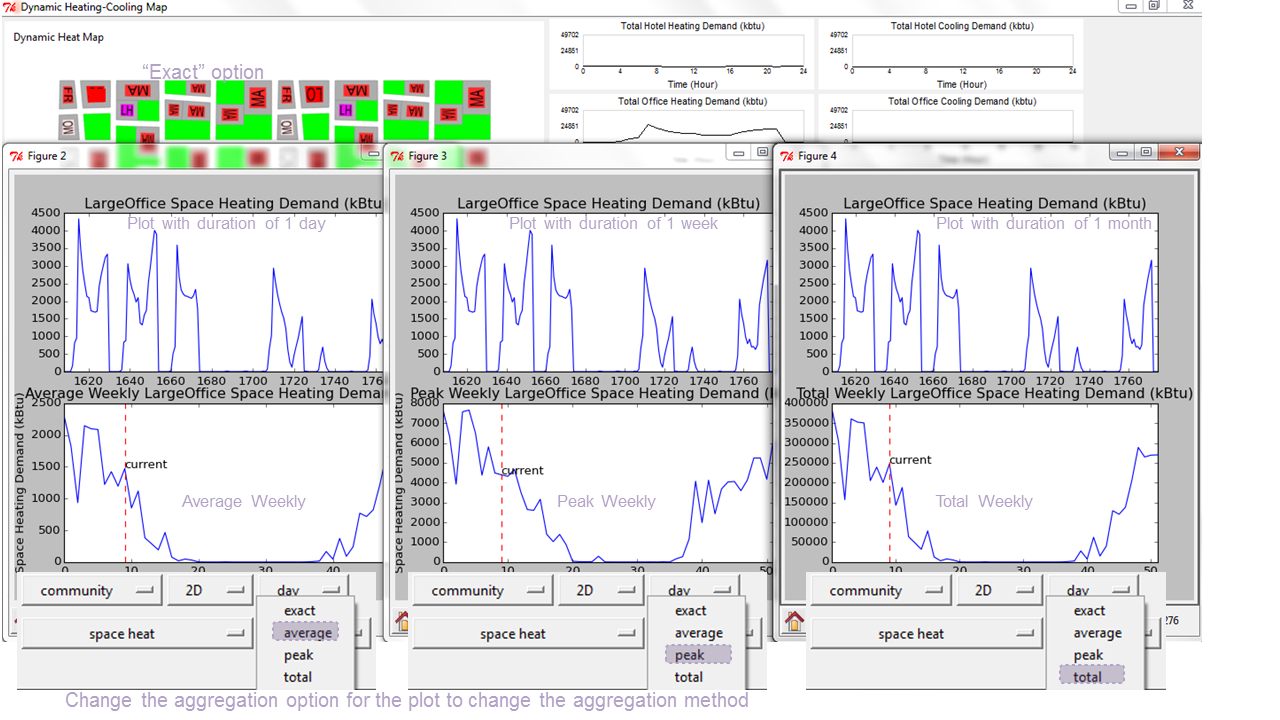 Dynamic Heating-Cooling Map
Dynamic Heat Map
"Exact" option
FR MA MA MA FR LO MA MA MA
HT MA MA MA HT MA MA
MO MO
Total Hotel Heating Demand (kbtu)
49702
24851
0
0 4 8 12 16 20 24
Time (Hour)
Total Hotel Cooling Demand (kbtu)
49702
24851
0
0 4 8 12 16 20 24
Time (Hour)
Total Office Heating Demand (kbtu)
49702
24851
0
Total Office Cooling Demand (kbtu)
49702
24851
0
Figure 2
LargeOffice Space Heating Demand (kBtu
Plot with duration of 1 day
4500
4000
3500
3000
2500
2000
1500
1000
500
0
1620 1640 1660 1680 1700 1720 1740 176
Average Weekly LargeOffice Space Heating Deman
Space Heating Demand (kBtu)
2500
2000
1500
1000
500
0
current
Average Weekly
0 10 20 30 40
community 2D day
space heat
exact
average
peak
total
Figure 3
LargeOffice Space Heating Demand (kBtu)
Plot with duration of 1 week
4500
4000
3500
3000
2500
2000
1500
1000
500
0
1620 1640 1660 1680 1700 1720 1740 1760
Peak Weekly LargeOffice Space Heating Demand (
Space Heating Demand (kBtu)
8000
7000
6000
5000
4000
3000
2000
1000
0
current
Peak Weekly
0 10 20 30 40 50
community 2D day
space heat
exact
average
peak
total
Figure 4
LargeOffice Space Heating Demand (kBtu)
Plot with duration of 1 month
4500
4000
3500
3000
2500
2000
1500
1000
500
0
1620 1640 1660 1680 1700 1720 1740 1760
Total Weekly LargeOffice Space Heating Demand (kBtu)
400000
350000
300000
250000
200000
150000
100000
50000
0
current
Total Weekly
0 10 20 30 40 50
community 2D day
space heat
276
exact
average
peak
total
Change the aggregation option for the plot to change the aggregation method